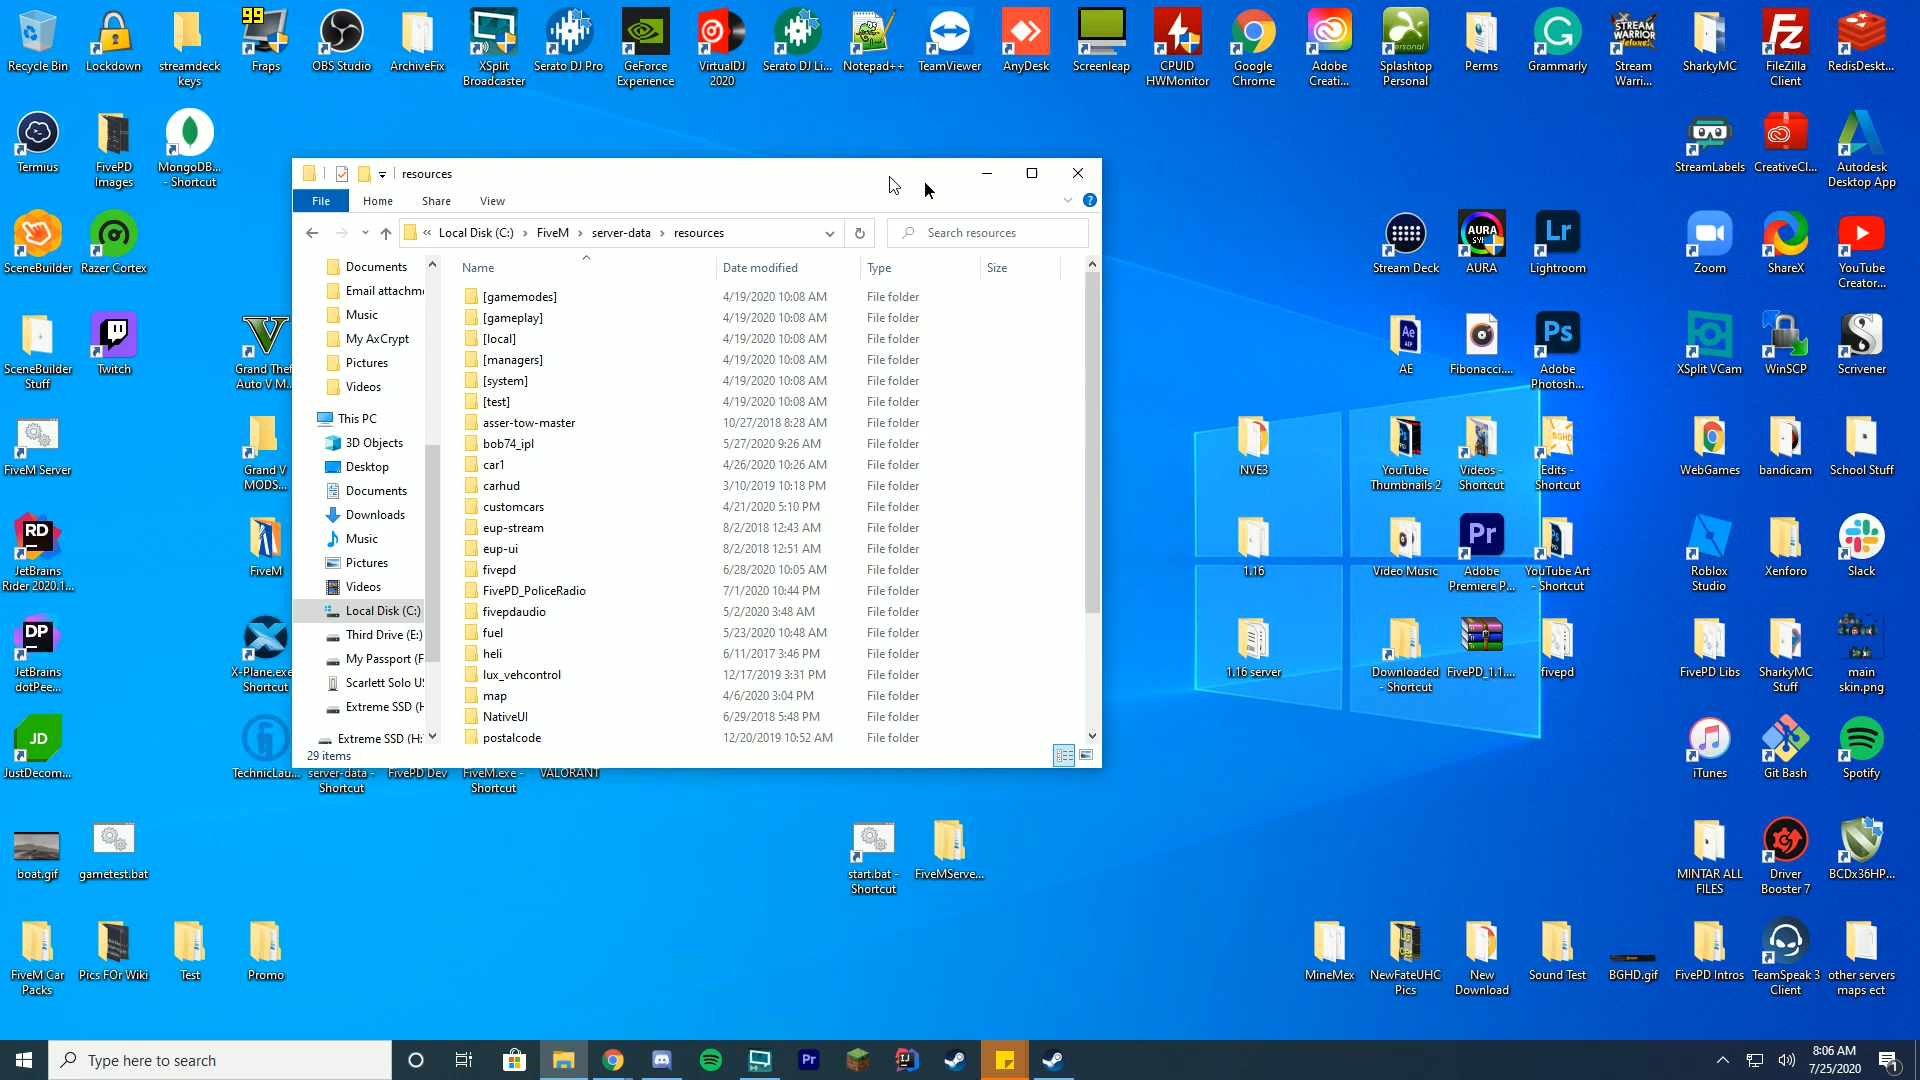 Recycle Bin
Lockdown
streamdeck keys
99
Fraps
OBS Studio
ArchiveFix
XSplit Broadcaster
Serato DJ Pro
GeForce Experience
VirtualDJ 2020
Serato DJ Li...
Notepad++
TeamViewer
AnyDesk
Screenleap
CPUID HWMonitor
Google Chrome
Adobe Creati...
Splashtop Personal
Perms
Grammarly
Stream Warri...
SharkyMC
FileZilla Client
RedisDeskt...
Termius
FivePD Images
MongoDB... - Shortcut
StreamLabels
CreativeCl...
Autodesk Desktop App
SceneBuilder
Razer Cortex
Stream Deck
AURA
Lightroom
Zoom
ShareX
YouTube Creator...
SceneBuilder Stuff
Twitch
Grand Thef Auto V M...
AE
Fibonacci....
Adobe Photosh...
XSplit VCam
WinSCP
Scrivener
FiveM Server
Grand V MODS...
NVE3
YouTube Thumbnails 2
Videos - Shortcut
Edits - Shortcut
WebGames
bandicam
School Stuff
JetBrains Rider 2020.1...
FiveM
1.16
Video Music
Adobe Premiere P...
YouTube Art - Shortcut
Roblox Studio
Xenforo
Slack
JetBrains dotPee...
X-Plane.exe Shortcut
1.16 server
Downloaded - Shortcut
FivePD_1.1....
fivepd
FivePD Libs
SharkyMC Stuff
main skin.png
JustDecom...
TechnicLau...
server-data - Shortcut
FivePD Dev
FiveM.exe - Shortcut
VALORANT
iTunes
Git Bash
Spotify
boat.gif
gametest.bat
start.bat - Shortcut
FiveMServe...
MINTAR ALL FILES
Driver Booster 7
BCDx36HP...
FiveM Car Packs
Pics FOr Wiki
Test
Promo
MineMex
NewFateUHC Pics
New Download
Sound Test
BGHD.gif
FivePD Intros
TeamSpeak 3 Client
other servers maps ect
resources
File Home Share View
« Local Disk (C:) › FiveM › server-data › resources
Search resources
Documents
Email attachme
Music
My AxCrypt
Pictures
Videos
This PC
3D Objects
Desktop
Documents
Downloads
Music
Pictures
Videos
Local Disk (C:)
Third Drive (E:)
My Passport (F
Scarlett Solo US
Extreme SSD (H
Extreme SSD (H:
Name Date modified Type Size
[gamemodes] 4/19/2020 10:08 AM File folder
[gameplay] 4/19/2020 10:08 AM File folder
[local] 4/19/2020 10:08 AM File folder
[managers] 4/19/2020 10:08 AM File folder
[system] 4/19/2020 10:08 AM File folder
[test] 4/19/2020 10:08 AM File folder
asser-tow-master 10/27/2018 8:28 AM File folder
bob74_ipl 5/27/2020 9:26 AM File folder
car1 4/26/2020 10:26 AM File folder
carhud 3/10/2019 10:18 PM File folder
customcars 4/21/2020 5:10 PM File folder
eup-stream 8/2/2018 12:43 AM File folder
eup-ui 8/2/2018 12:51 AM File folder
fivepd 6/28/2020 10:05 AM File folder
FivePD_PoliceRadio 7/1/2020 10:44 PM File folder
fivepdaudio 5/2/2020 3:48 AM File folder
fuel 5/23/2020 10:48 AM File folder
heli 6/11/2017 3:46 PM File folder
lux_vehcontrol 12/17/2019 3:31 PM File folder
map 4/6/2020 3:04 PM File folder
NativeUI 6/29/2018 5:48 PM File folder
postalcode 12/20/2019 10:52 AM File folder
29 items
Type here to search
8:06 AM
7/25/2020